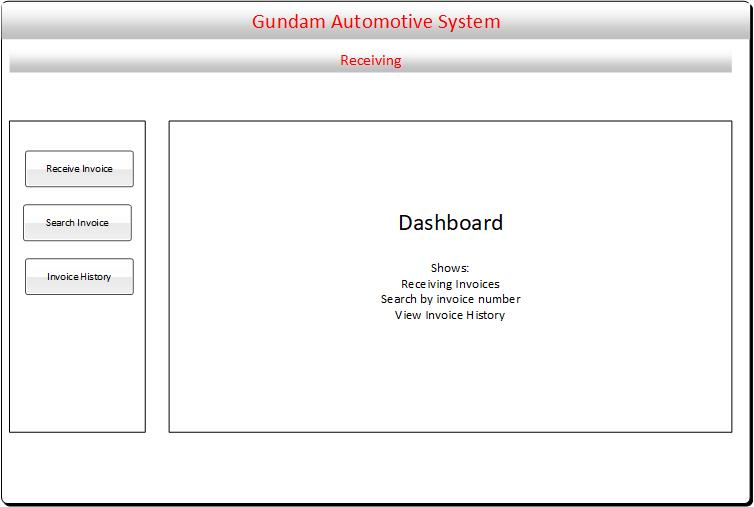 Gundam Automotive System
Receiving
Receive Invoice
Search Invoice
Invoice History
Dashboard
Shows:
Receiving Invoices
Search by invoice number
View Invoice History